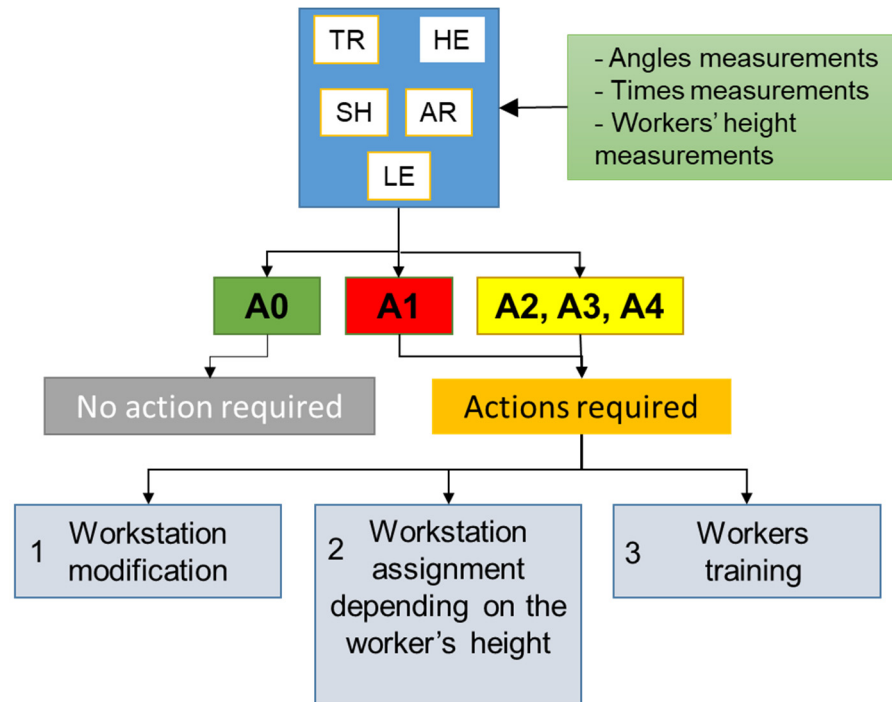 TR
HE
SH
AR
LE
- Angles measurements
- Times measurements
- Workers’ height
measurements
A0
A1
A2, A3, A4
No action required
Actions required
1
Workstation
modification
2
Workstation
assignment
depending on the
worker’s height
3
Workers
training